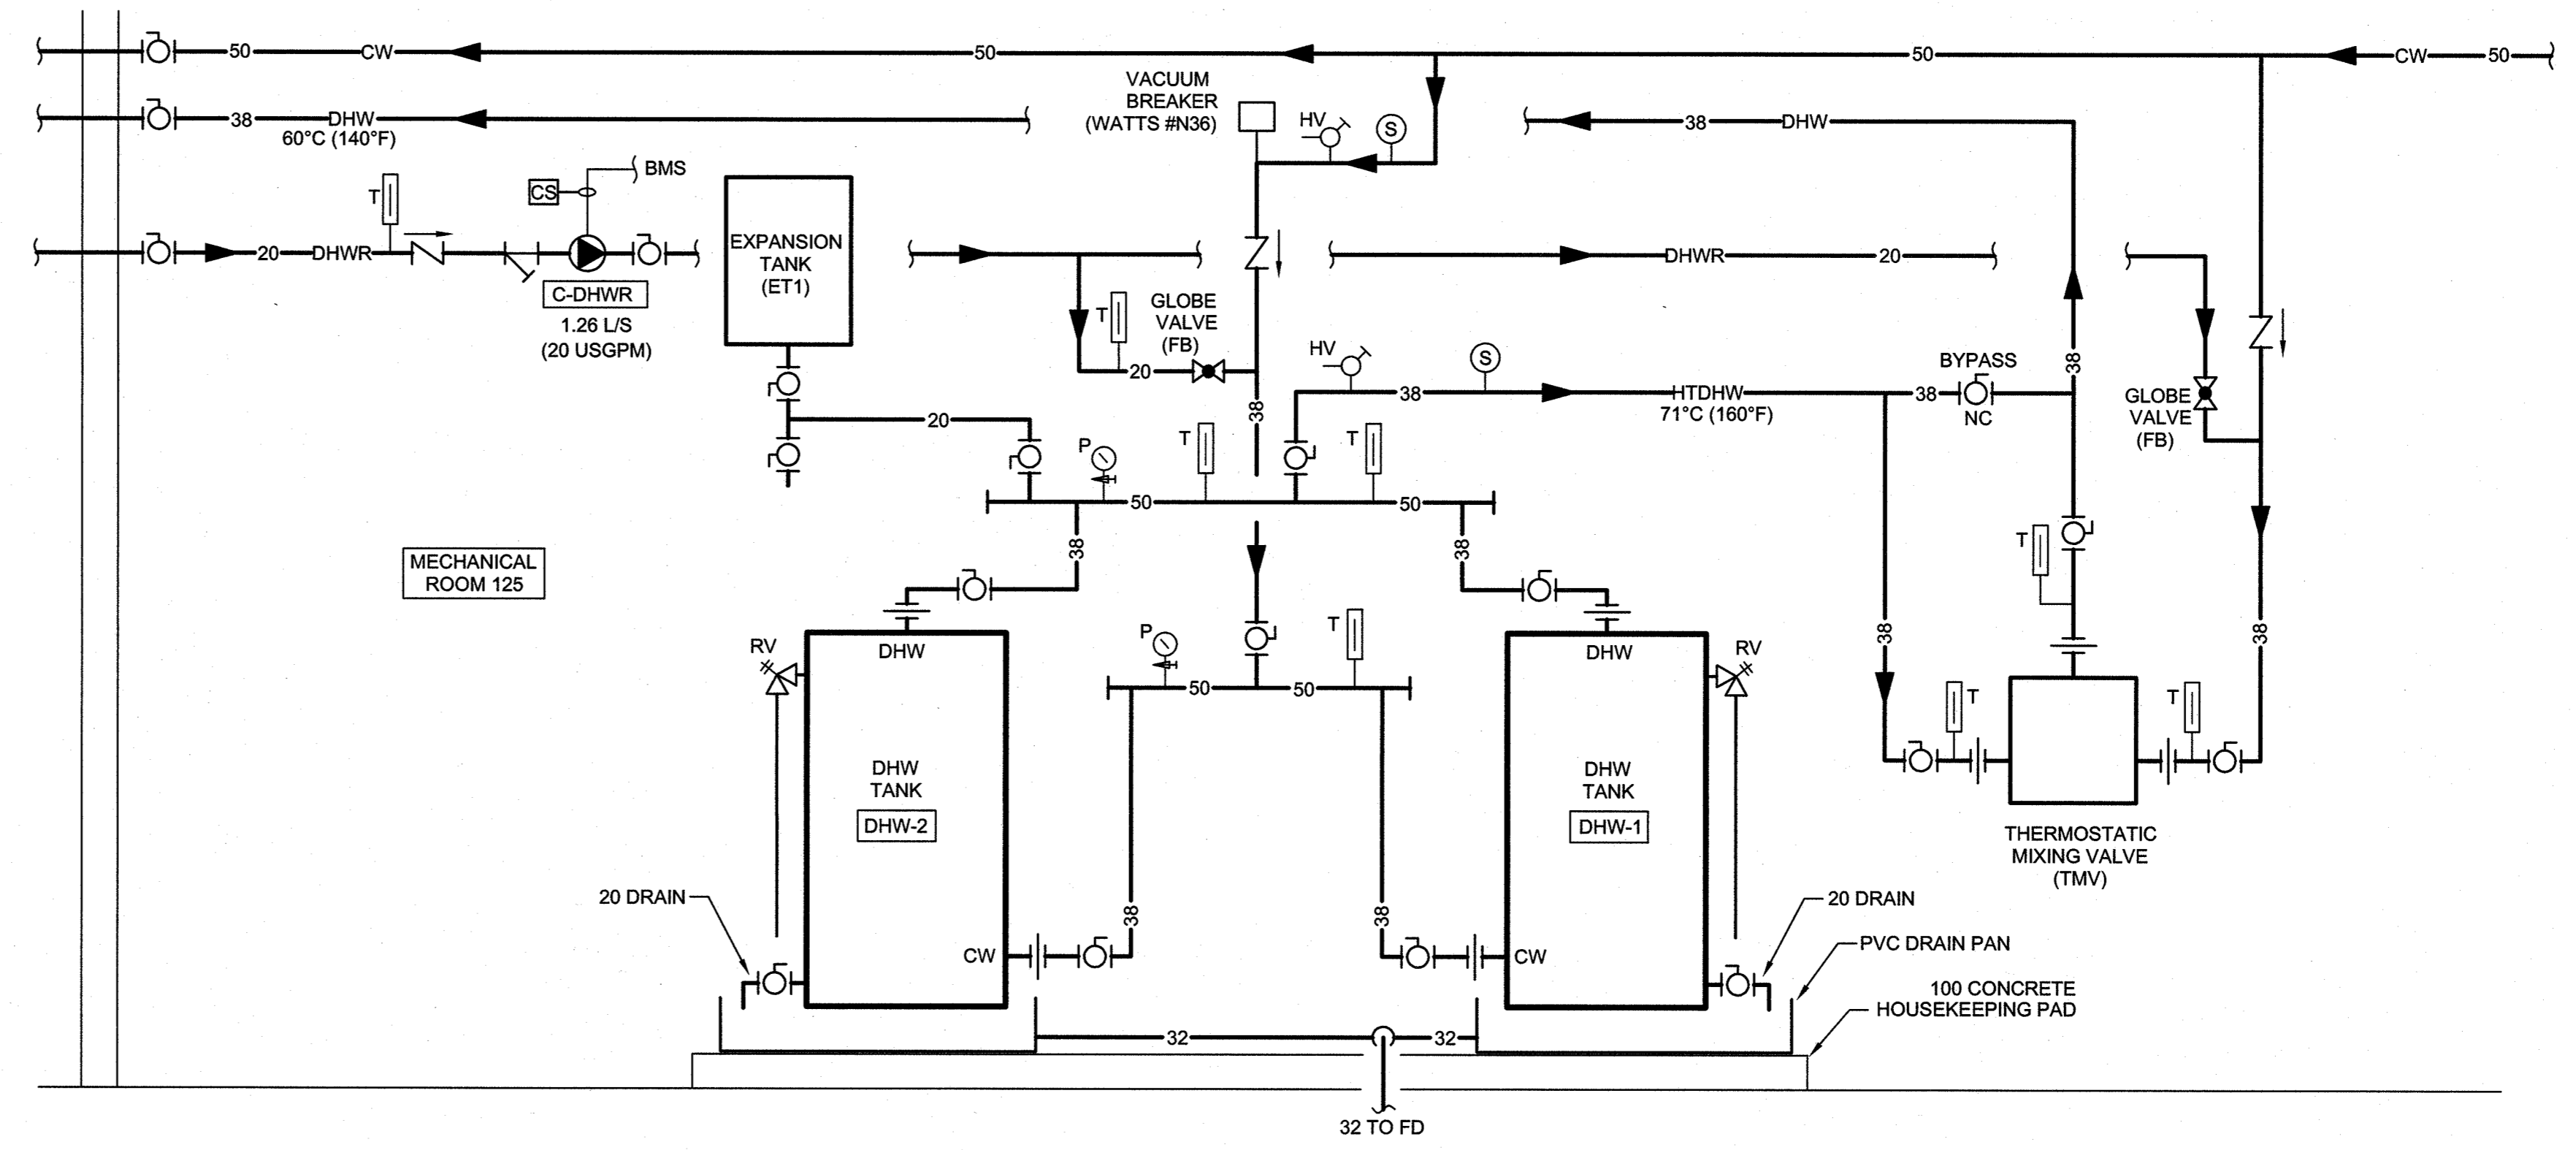 50 CW 50 50 CW 50
VACUUM
BREAKER
(WATTS #N36)
HV
S
38 DHW
60°C (140°F)
38 DHW
T
CS
BMS
20 DHWR
C-DHWR
1.26 L/S
(20 USGPM)
EXPANSION
TANK
(ET1)
DHWR 20
T
GLOBE
VALVE
(FB)
20
38
HV
S
38
HTDHW
71°C (160°F)
38
BYPASS
NC
38
GLOBE
VALVE
(FB)
20
P
T
T
50
50
38
38
MECHANICAL
ROOM 125
T
38
38
RV
DHW
P
50
50
T
DHW
RV
T
T
DHW
TANK
DHW-2
DHW
TANK
DHW-1
THERMOSTATIC
MIXING VALVE
(TMV)
20 DRAIN
38
38
20 DRAIN
CW
CW
PVC DRAIN PAN
100 CONCRETE
HOUSEKEEPING PAD
32
32
32 TO FD